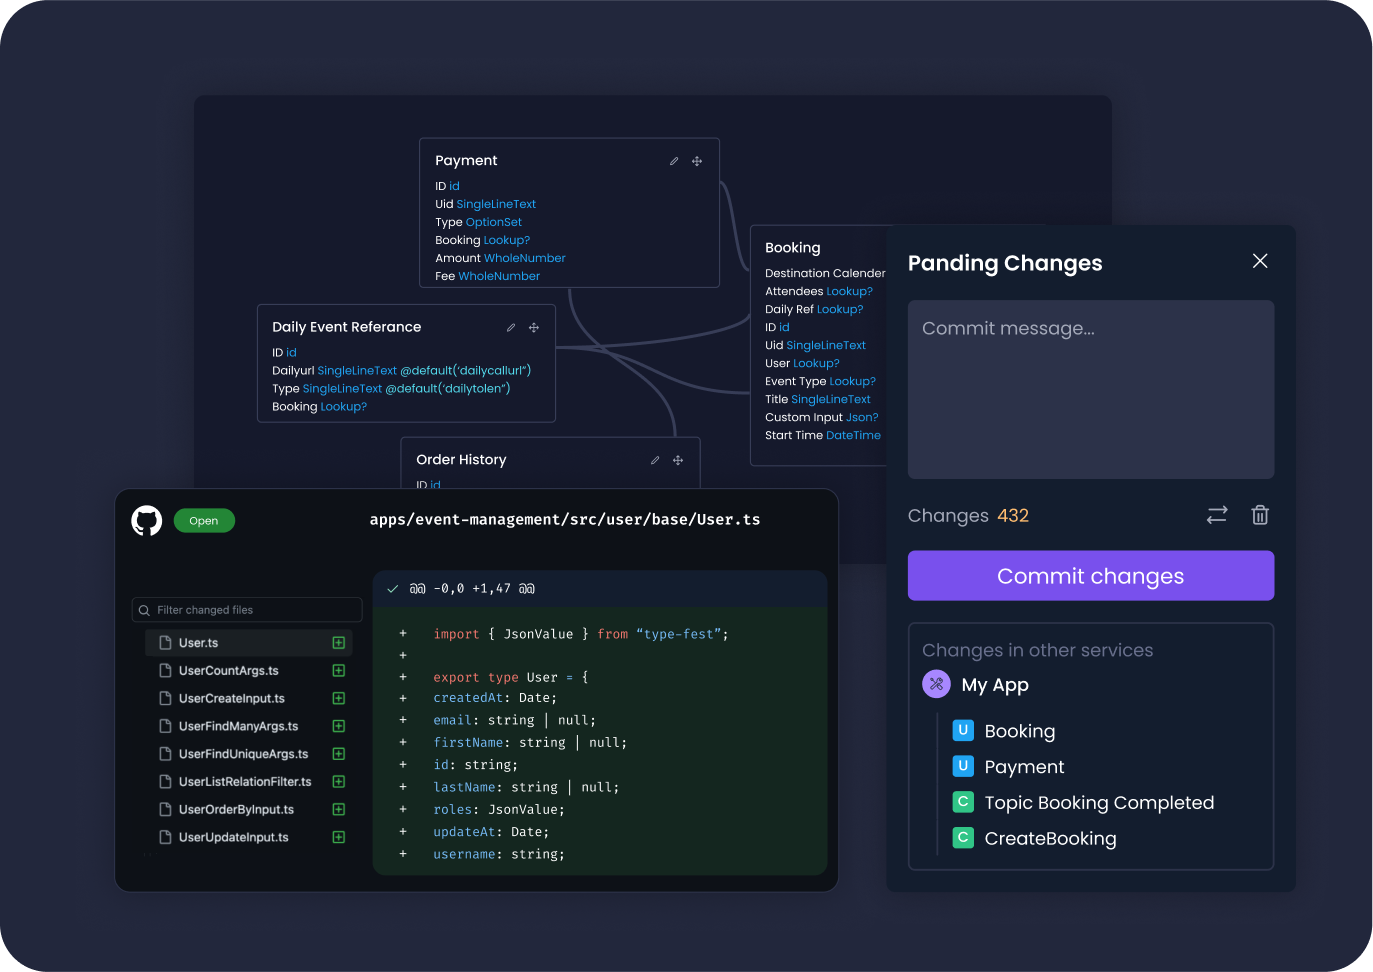 Payment
ID id
Uid SingleLineText
Type OptionSet
Booking Lookup?
Amount WholeNumber
Fee WholeNumber
Daily Event Referance
ID id
Dailyurl SingleLineText @default(‘dailycallurl”)
Type SingleLineText @default(‘dailytolen”)
Booking Lookup?
Order History
ID id
Booking
Destination Calender
Attendees Lookup?
Daily Ref Lookup?
ID id
Uid SingleLineText
User Lookup?
Event Type Lookup?
Title SingleLineText
Custom Input Json?
Start Time DateTime
Panding Changes
Commit message...
Changes 432
Commit changes
Changes in other services
My App
U Booking
U Payment
C Topic Booking Completed
C CreateBooking
Open
apps/event-management/src/user/base/User.ts
Filter changed files
User.ts
UserCountArgs.ts
UserCreateInput.ts
UserFindManyArgs.ts
UserFindUniqueArgs.ts
UserListRelationFilter.ts
UserOrderByInput.ts
UserUpdateInput.ts
@@ -0,0 +1,47 @@
+ import { JsonValue } from “type-fest”;
+
+ export type User = {
+ createdAt: Date;
+ email: string | null;
+ firstName: string | null;
+ id: string;
+ lastName: string | null;
+ roles: JsonValue;
+ updateAt: Date;
+ username: string;